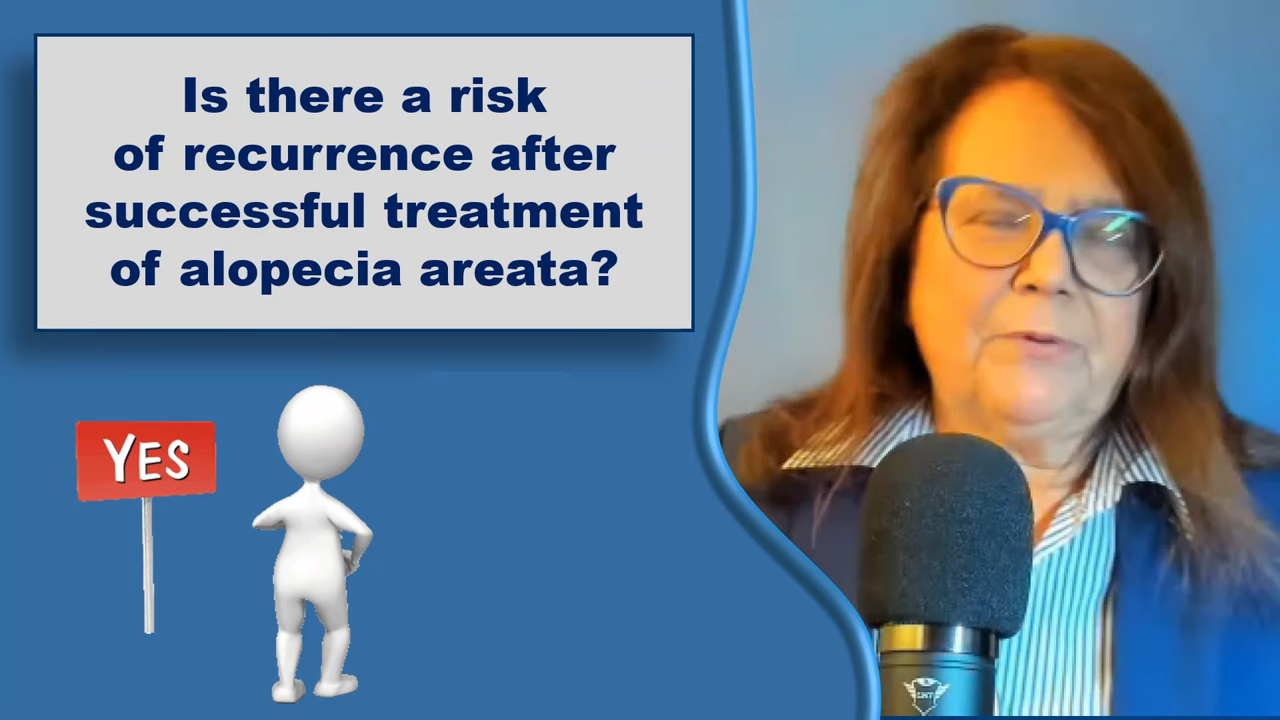 Is there a risk
of recurrence after
successful treatment
of alopecia areata?
YES